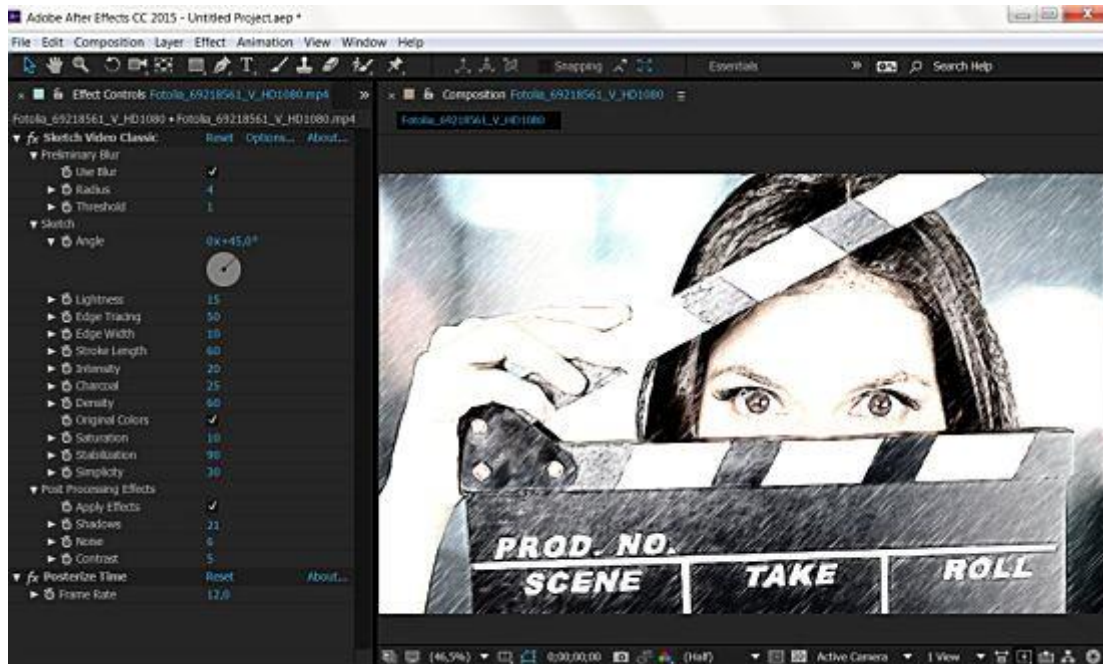 Adobe After Effects CC 2015 - Untitled Project.aep *
File Edit Composition Layer Effect Animation View Window Help
Snapping Essentials Search Help
Effect Controls Fotolia_69218561_V_HD1080.mp4
Composition Fotolia_69218561_V_HD1080
Fotolia_69218561_V_HD1080 • Fotolia_69218561_V_HD1080.mp4
Fotolia_69218561_V_HD1080
fx Sketch Video Classic Reset Options... About...
Preliminary Blur
Use Blur
Radius 4
Threshold 1
Sketch
Angle 0x+45,0°
Lightness 15
Edge Tracing 50
Edge Width 10
Stroke Length 60
Intensity 20
Charcoal 25
Density 60
Original Colors
Saturation 10
Stabilization 90
Simplicity 30
Post Processing Effects
Apply Effects
Shadows 21
Noise 6
Contrast 5
fx Posterize Time Reset About...
Frame Rate 12,0
PROD. NO.
SCENE TAKE ROLL
(46,5%) 0;00;00;00 (Half) Active Camera 1 View